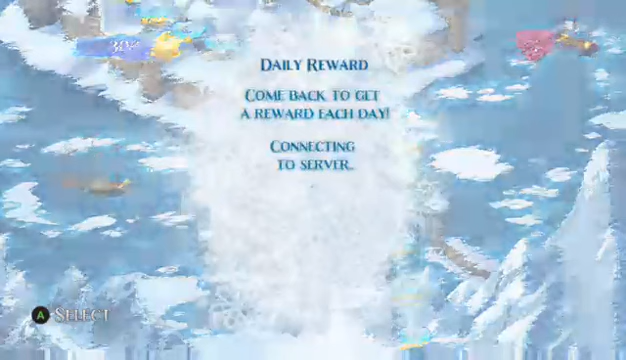 DAILY REWARD
COME BACK TO GET
A REWARD EACH DAY!
CONNECTING
TO SERVER..
A SELECT